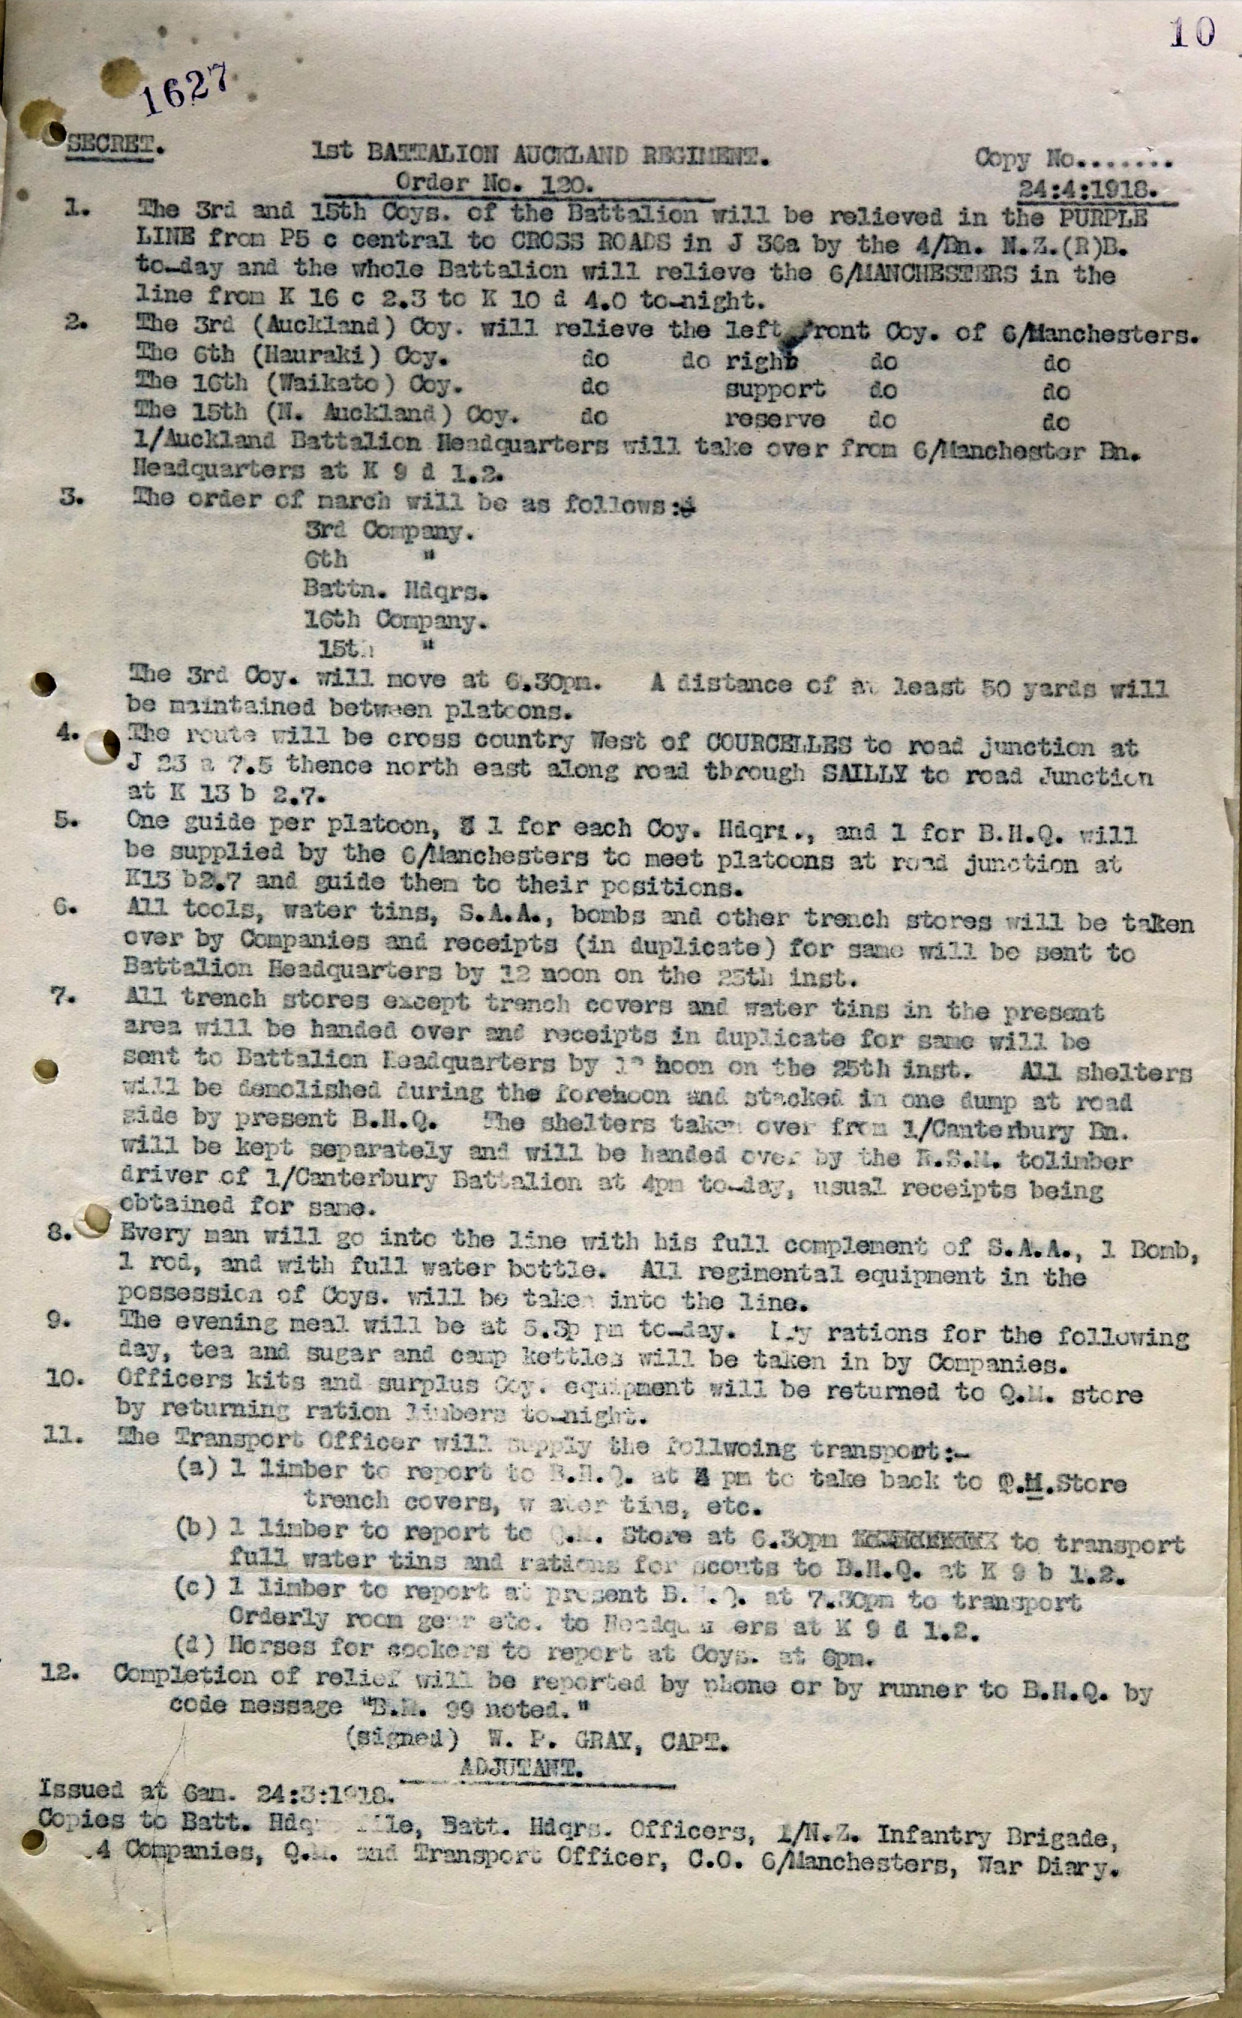 10
1627
SECRET. 1st BATTALION AUCKLAND REGIMENT. Copy No........
Order No. 120. 24:4:1918.
1. The 3rd and 15th Coys. of the Battalion will be relieved in the PURPLE
LINE from P5 c central to CROSS ROADS in J 36a by the 4/Bn. N.Z.(R)B.
to-day and the whole Battalion will relieve the 6/MANCHESTERS in the
line from K 16 c 2.3 to K 10 d 4.0 to-night.
2. The 3rd (Auckland) Coy. will relieve the left front Coy. of 6/Manchesters.
The 6th (Hauraki) Coy. do do right do do
The 16th (Waikato) Coy. do support do do
The 15th (N. Auckland) Coy. do reserve do do
1/Auckland Battalion Headquarters will take over from 6/Manchester Bn.
Headquarters at K 9 d 1.2.
3. The order of march will be as follows:-
3rd Company.
6th "
Battn. Hdqrs.
16th Company.
15th "
The 3rd Coy. will move at 6.30pm. A distance of at least 50 yards will
be maintained between platoons.
4. The route will be cross country West of COURCELLES to road junction at
J 23 a 7.5 thence north east along road through SAILLY to road Junction
at K 13 b 2.7.
5. One guide per platoon, 1 for each Coy. Hdqrs., and 1 for B.H.Q. will
be supplied by the 6/Manchesters to meet platoons at road junction at
K13 b2.7 and guide them to their positions.
6. All tools, water tins, S.A.A., bombs and other trench stores will be taken
over by Companies and receipts (in duplicate) for same will be sent to
Battalion Headquarters by 12 noon on the 25th inst.
7. All trench stores except trench covers and water tins in the present
area will be handed over and receipts in duplicate for same will be
sent to Battalion Headquarters by 12 noon on the 25th inst. All shelters
will be demolished during the forenoon and stacked in one dump at road
side by present B.H.Q. The shelters taken over from 1/Canterbury Bn.
will be kept separately and will be handed over by the R.S.M. tolimber
driver of 1/Canterbury Battalion at 4pm to-day, usual receipts being
obtained for same.
8. Every man will go into the line with his full complement of S.A.A., 1 Bomb,
1 rod, and with full water bottle. All regimental equipment in the
possession of Coys. will be taken into the line.
9. The evening meal will be at 5.3p pm to-day. Dry rations for the following
day, tea and sugar and camp kettles will be taken in by Companies.
10. Officers kits and surplus Coy. equipment will be returned to Q.M. store
by returning ration limbers to-night.
11. The Transport Officer will supply the follwoing transport:-
(a) 1 limber to report to B.H.Q. at 4 pm to take back to Q.M.Store
trench covers, w ater tins, etc.
(b) 1 limber to report to Q.M. Store at 6.30pm to transport
full water tins and rations for scouts to B.H.Q. at K 9 b 1.2.
(c) 1 limber to report at present B.H.Q. at 7.30pm to transport
Orderly room gear etc. to Headquarters at K 9 d 1.2.
(d) Horses for cookers to report at Coys. at 6pm.
12. Completion of relief will be reported by phone or by runner to B.H.Q. by
code message "B.M. 99 noted."
(signed) W. P. GRAY, CAPT.
ADJUTANT.
Issued at 6am. 24:3:1918.
Copies to Batt. Hdqrs file, Batt. Hdqrs. Officers, 1/N.Z. Infantry Brigade,
4 Companies, Q.M. and Transport Officer, C.O. 6/Manchesters, War Diary.